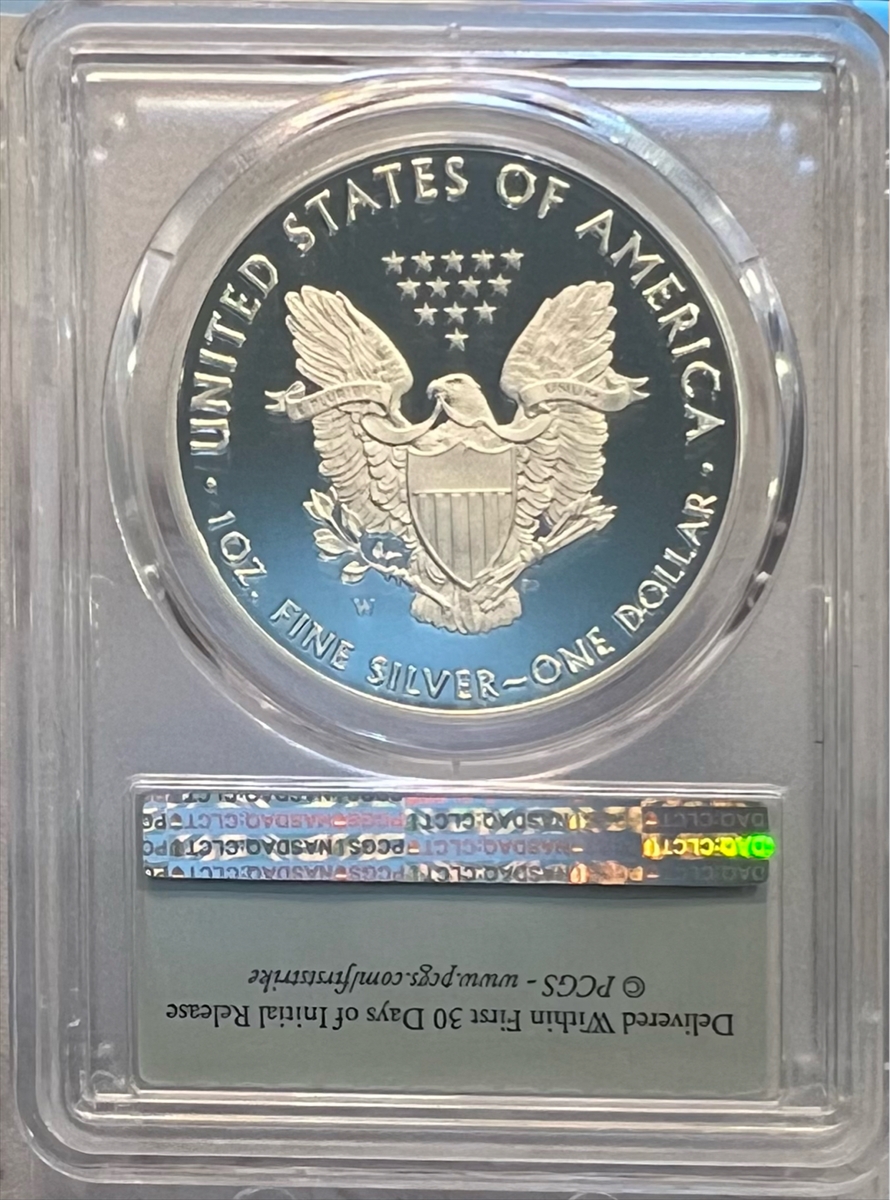 UNITED STATES OF AMERICA
E PLURIBUS UNUM
W
1 OZ. FINE SILVER~ONE DOLLAR
PCGS NASDAQ:CLCT
Delivered Within First 30 Days of Initial Release
© PCGS - www.pcgs.com/firststrike